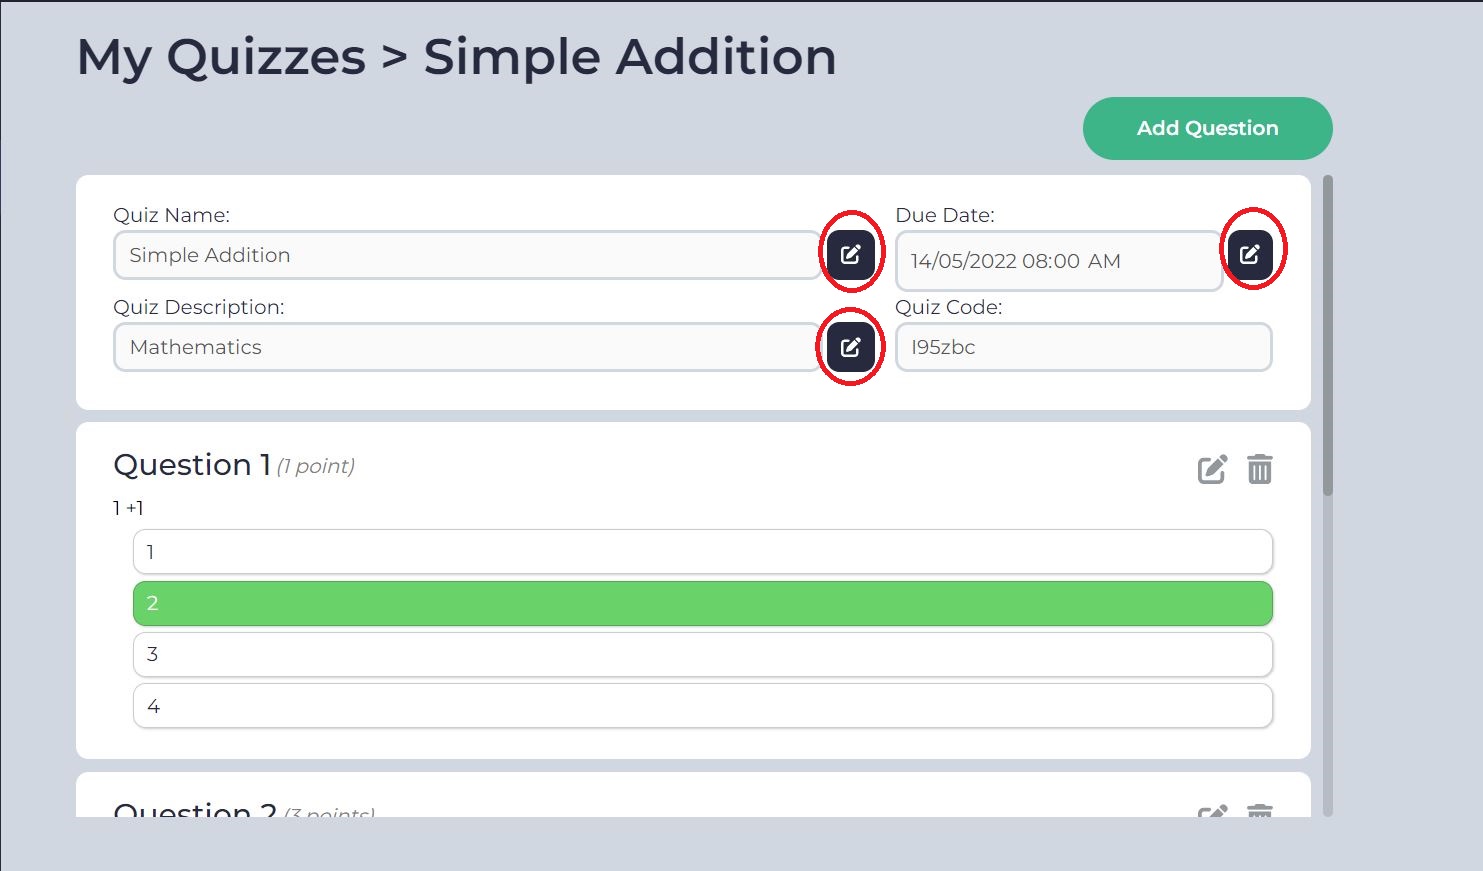 My Quizzes > Simple Addition
Add Question
Quiz Name:
Simple Addition
Due Date:
14/05/2022 08:00 AM
Quiz Description:
Mathematics
Quiz Code:
I95zbc
Question 1 (1 point)
1 +1
1
2
3
4
Question 2 (3 points)